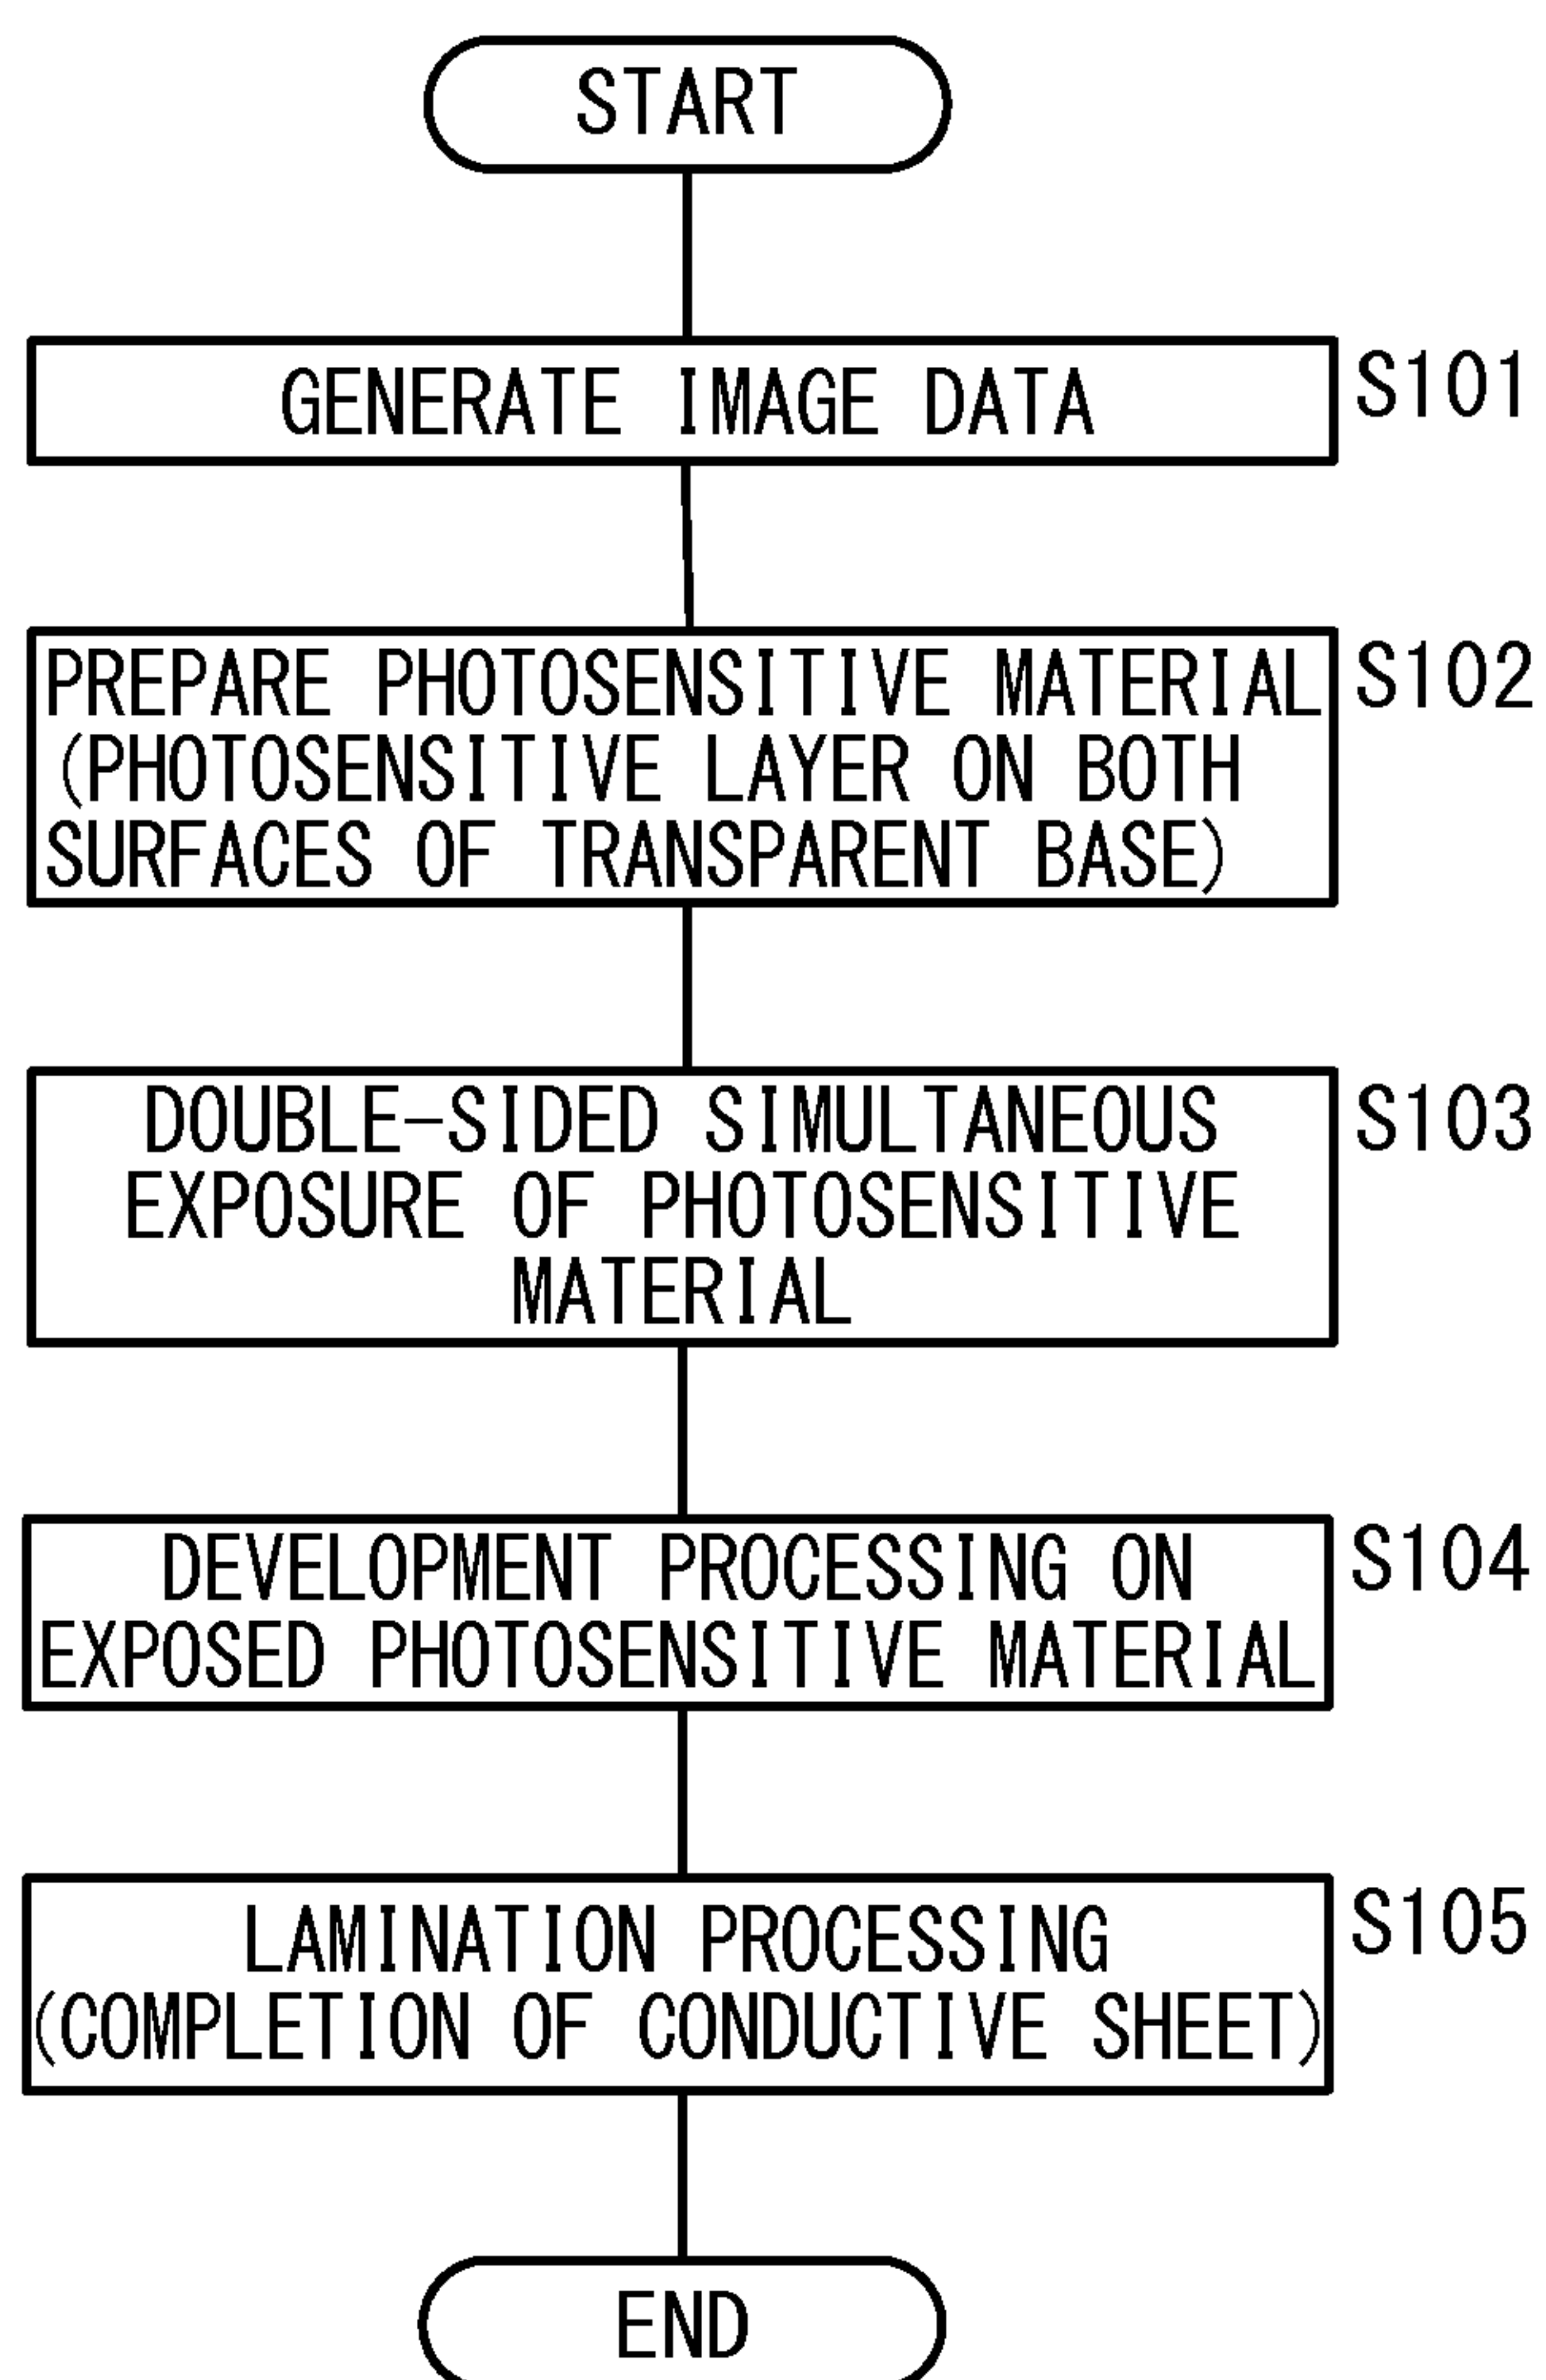 START
GENERATE IMAGE DATA
S101
PREPARE PHOTOSENSITIVE MATERIAL
(PHOTOSENSITIVE LAYER ON BOTH
SURFACES OF TRANSPARENT BASE)
S102
DOUBLE-SIDED SIMULTANEOUS
EXPOSURE OF PHOTOSENSITIVE
MATERIAL
S103
DEVELOPMENT PROCESSING ON
EXPOSED PHOTOSENSITIVE MATERIAL
S104
LAMINATION PROCESSING
(COMPLETION OF CONDUCTIVE SHEET)
S105
END